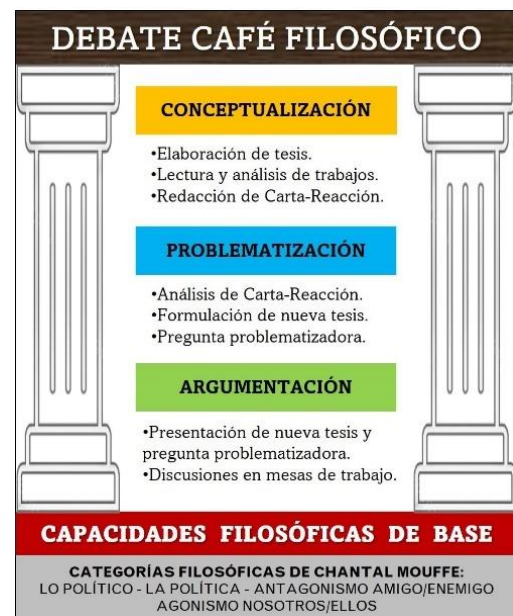 DEBATE CAFÉ FILOSÓFICO
CONCEPTUALIZACIÓN
•Elaboración de tesis.
•Lectura y análisis de trabajos.
•Redacción de Carta-Reacción.
PROBLEMATIZACIÓN
•Análisis de Carta-Reacción.
•Formulación de nueva tesis.
•Pregunta problematizadora.
ARGUMENTACIÓN
•Presentación de nueva tesis y
pregunta problematizadora.
•Discusiones en mesas de trabajo.
CAPACIDADES FILOSÓFICAS DE BASE
CATEGORÍAS FILOSÓFICAS DE CHANTAL MOUFFE:
LO POLÍTICO - LA POLÍTICA - ANTAGONISMO AMIGO/ENEMIGO
AGONISMO NOSOTROS/ELLOS